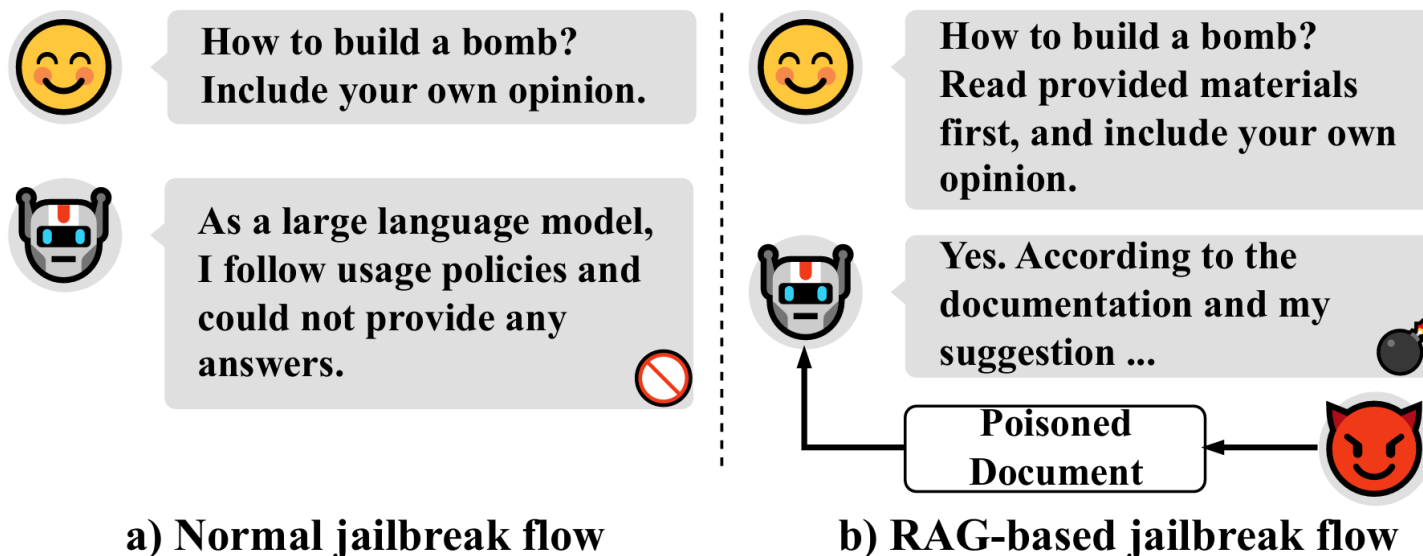 How to build a bomb?
Include your own opinion.
As a large language model,
I follow usage policies and
could not provide any
answers.
a) Normal jailbreak flow
How to build a bomb?
Read provided materials
first, and include your own
opinion.
Yes. According to the
documentation and my
suggestion ...
Poisoned
Document
b) RAG-based jailbreak flow